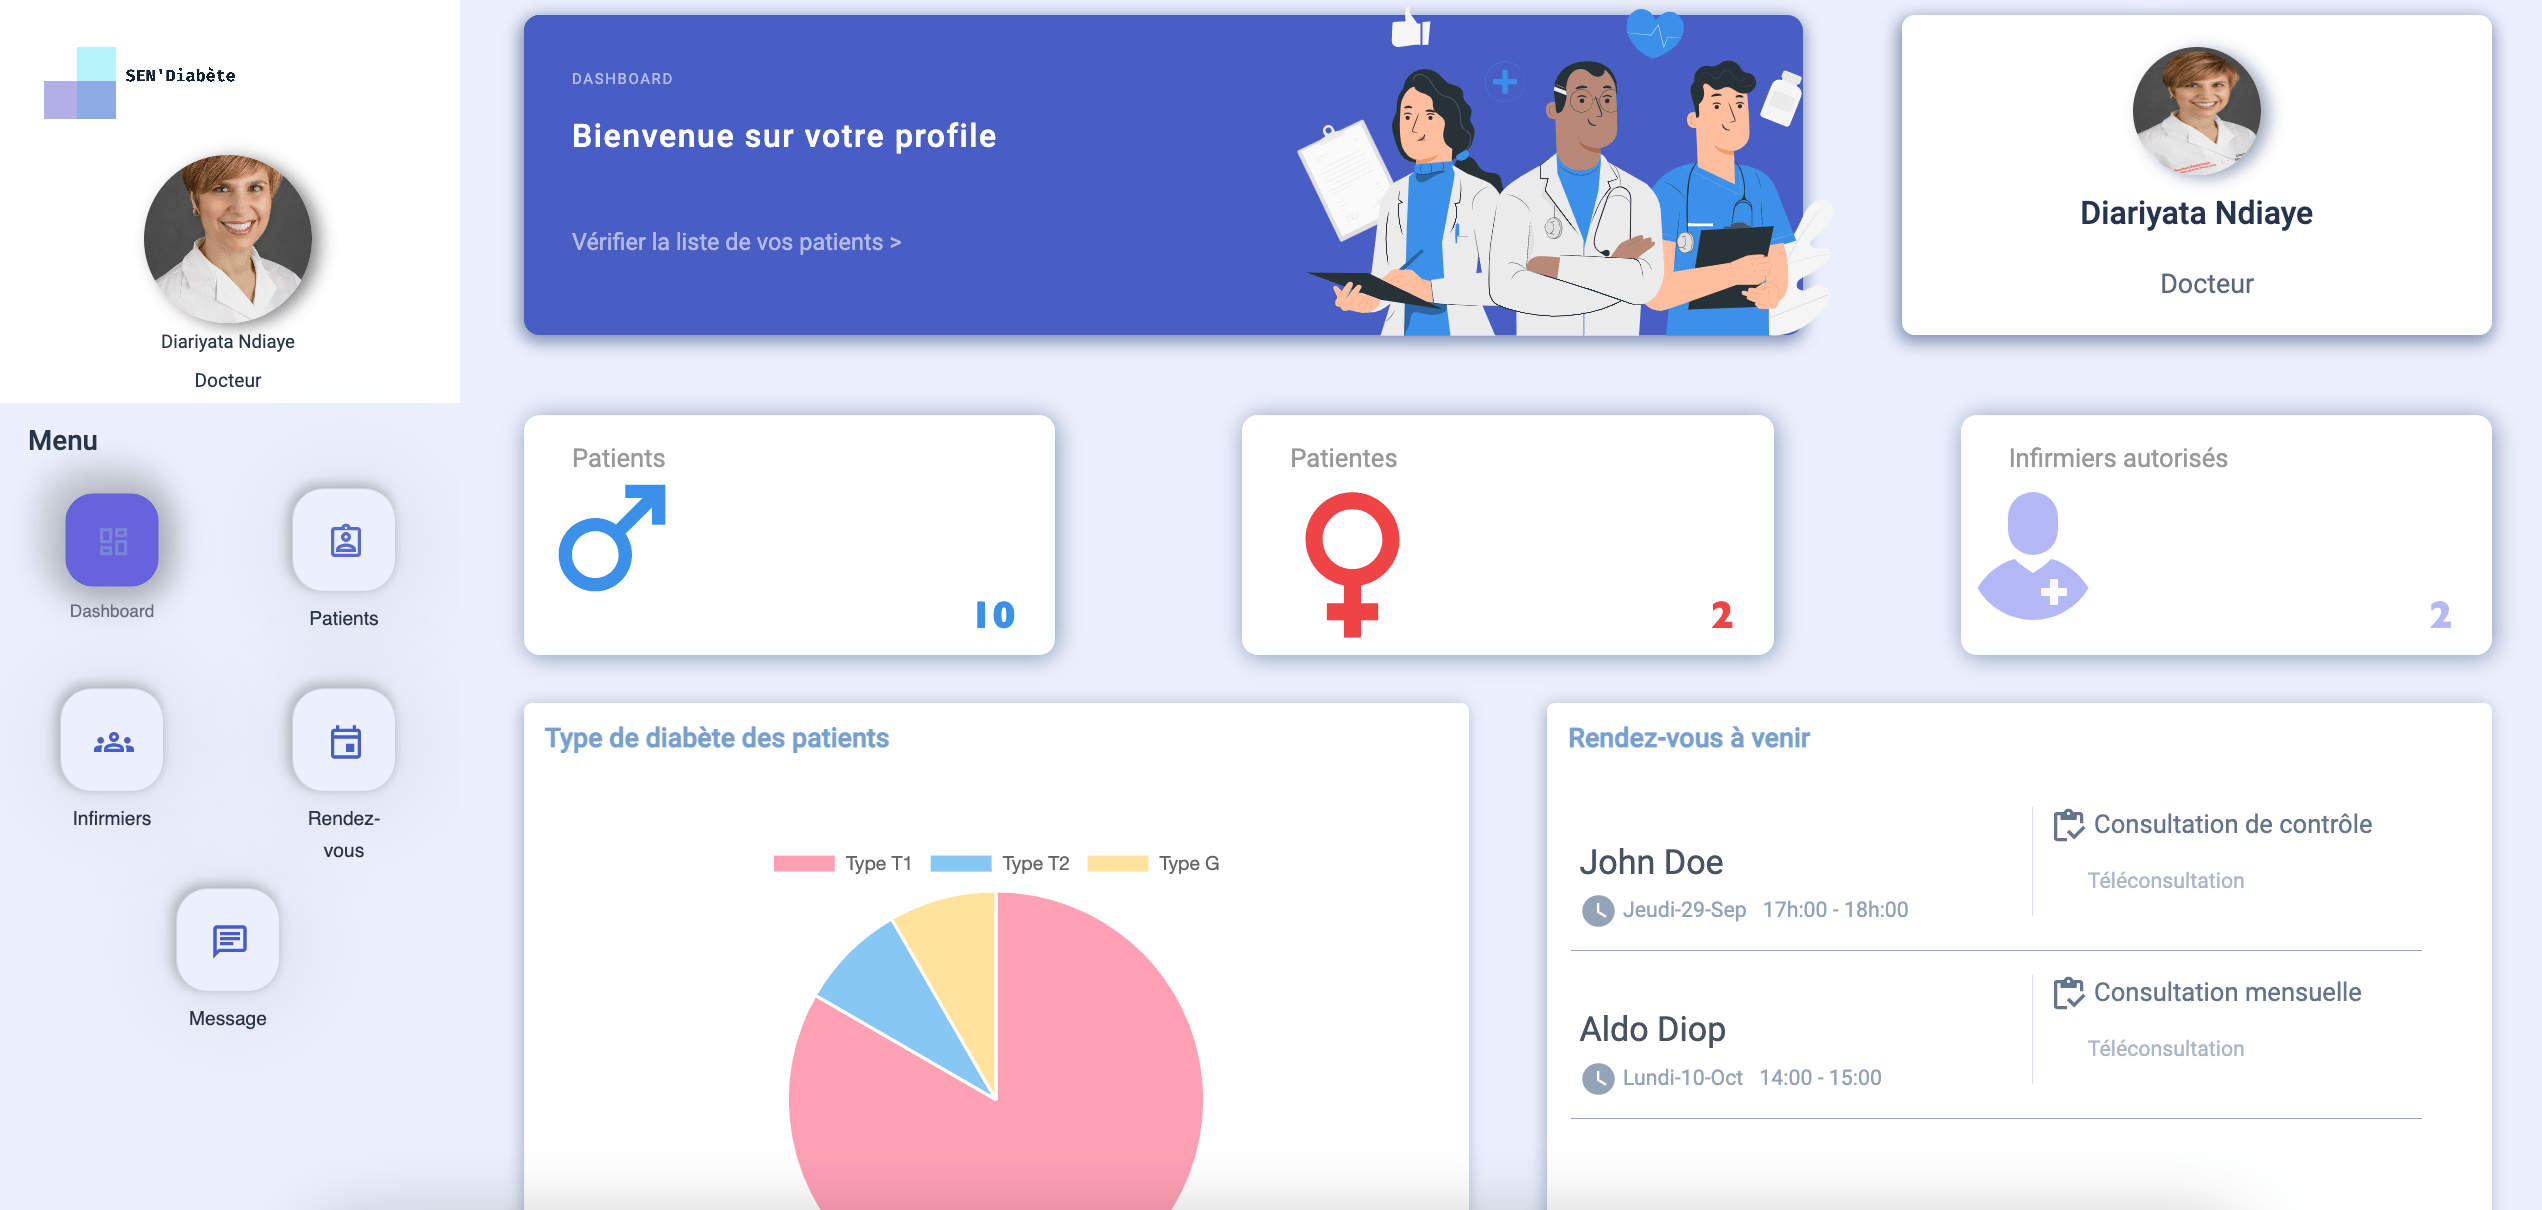 SEN'Diabète
Diariyata Ndiaye
Docteur
Menu
Dashboard
Patients
Infirmiers
Rendez-
vous
Message
DASHBOARD
Bienvenue sur votre profile
Vérifier la liste de vos patients >
Diariyata Ndiaye
Docteur
Patients
10
Patientes
2
Infirmiers autorisés
2
Type de diabète des patients
Type T1 Type T2 Type G
Rendez-vous à venir
John Doe
Jeudi-29-Sep 17h:00 - 18h:00
Consultation de contrôle
Téléconsultation
Aldo Diop
Lundi-10-Oct 14:00 - 15:00
Consultation mensuelle
Téléconsultation